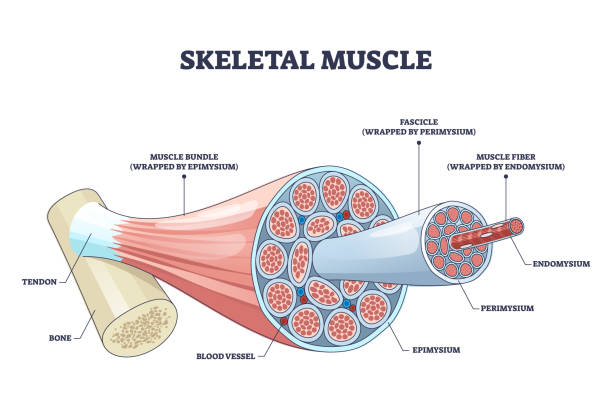 SKELETAL MUSCLE
FASCICLE
(WRAPPED BY PERIMYSIUM)
MUSCLE BUNDLE
(WRAPPED BY EPIMYSIUM)
MUSCLE FIBER
(WRAPPED BY ENDOMYSIUM)
ENDOMYSIUM
TENDON
PERIMYSIUM
BONE
EPIMYSIUM
BLOOD VESSEL